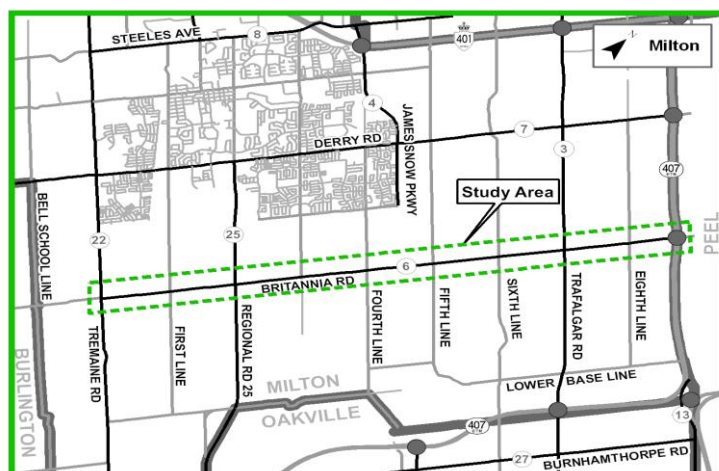 STEELES AVE
8
401
Milton
4
JAMES SNOW PKWY
7
DERRY RD
3
407
BELL SCHOOL LINE
Study Area
PEEL
22
25
6
BRITANNIA RD
TREMAINE RD
FIRST LINE
REGIONAL RD 25
FOURTH LINE
FIFTH LINE
SIXTH LINE
TRAFALGAR RD
EIGHTH LINE
BURLINGTON
MILTON
OAKVILLE
LOWER BASE LINE
407
13
27
BURNHAMTHORPE RD